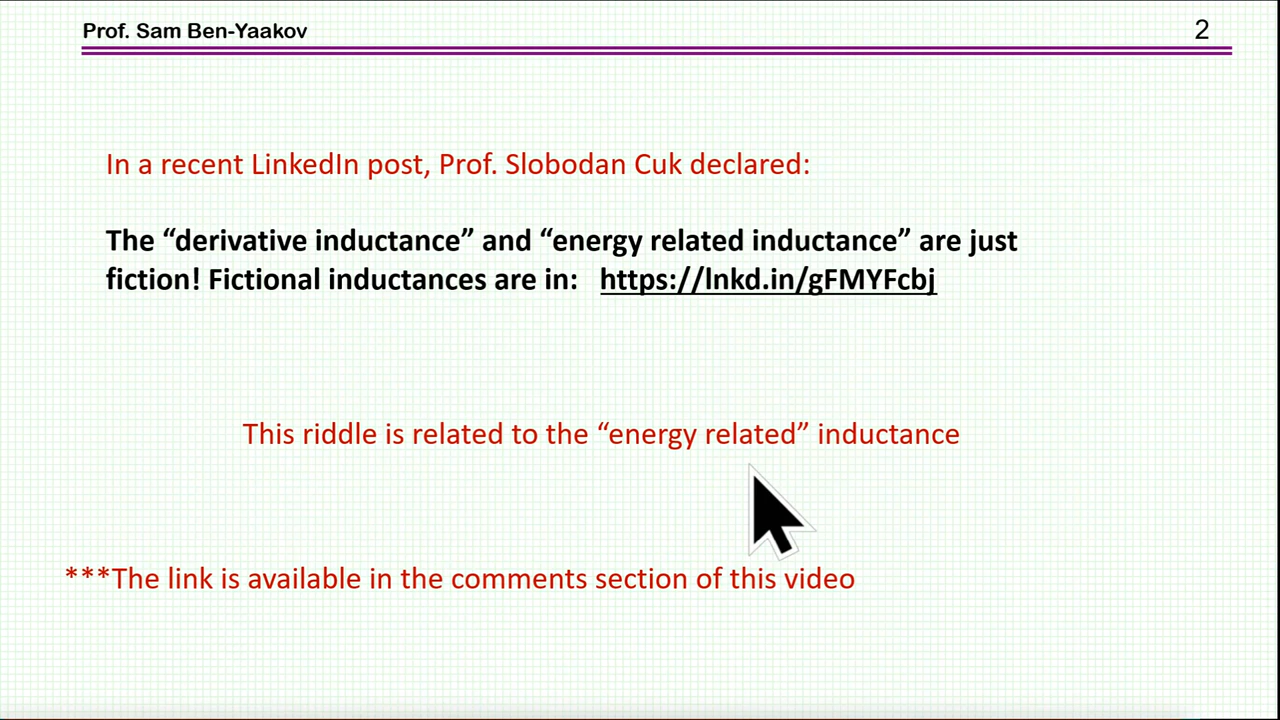 Prof. Sam Ben-Yaakov
2
In a recent LinkedIn post, Prof. Slobodan Cuk declared:
The “derivative inductance” and “energy related inductance” are just
fiction! Fictional inductances are in: https://lnkd.in/gFMYFcbj
This riddle is related to the “energy related” inductance
***The link is available in the comments section of this video